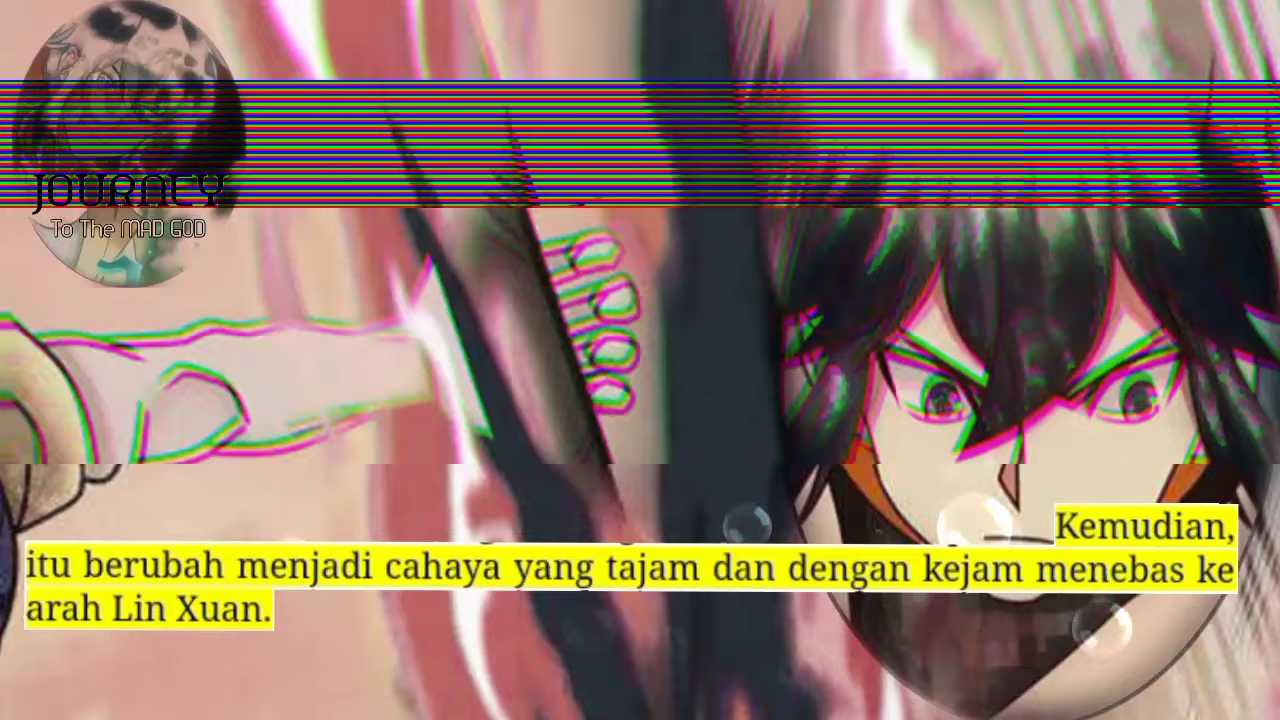 JOURNEY
To The MAD GOD
Kemudian,
itu berubah menjadi cahaya yang tajam dan dengan kejam menebas ke
arah Lin Xuan.